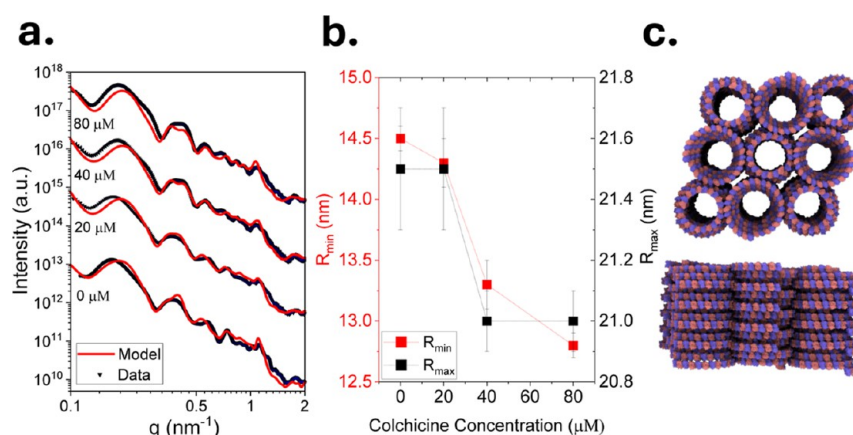 a.
10^18
10^17
10^16
10^15
10^14
10^13
10^12
10^11
10^10
Intensity (a.u.)
80 μM
40 μM
20 μM
0 μM
Model
Data
0.1
0.5
1
2
q (nm^-1)
b.
15.0
14.5
14.0
13.5
13.0
12.5
R_min (nm)
R_min
R_max
0
20
40
60
80
Colchicine Concentration (μM)
21.8
21.6
21.4
21.2
21.0
20.8
R_max (nm)
c.